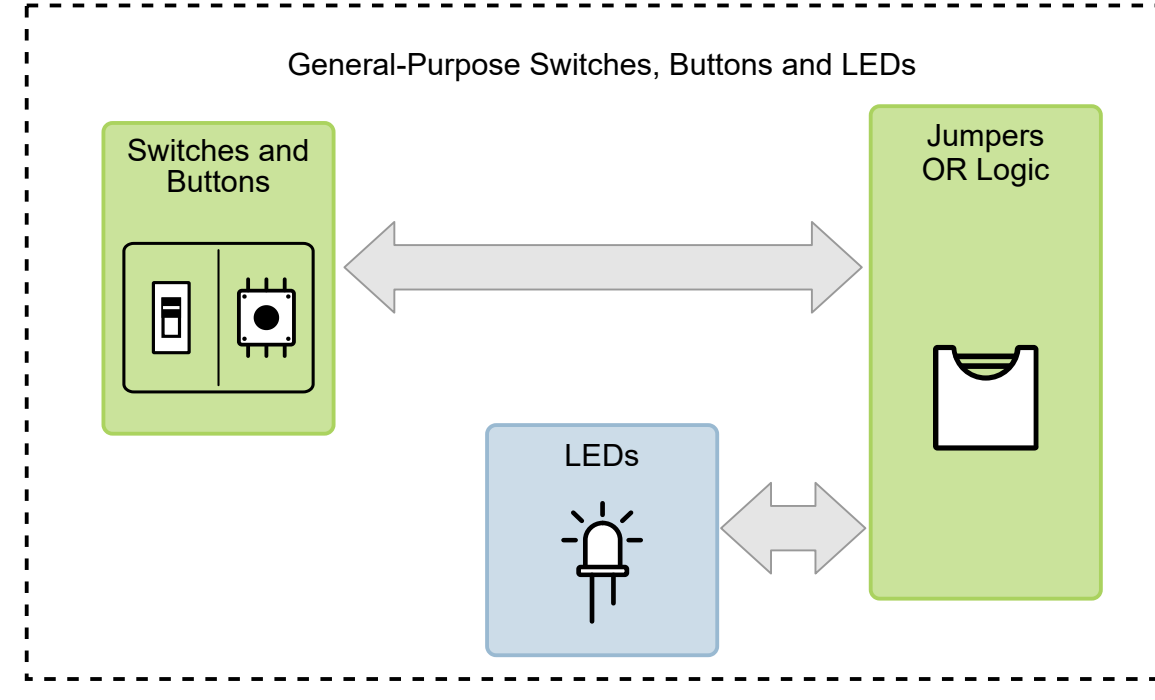 General-Purpose Switches, Buttons and LEDs
Switches and
Buttons
Jumpers
OR Logic
LEDs